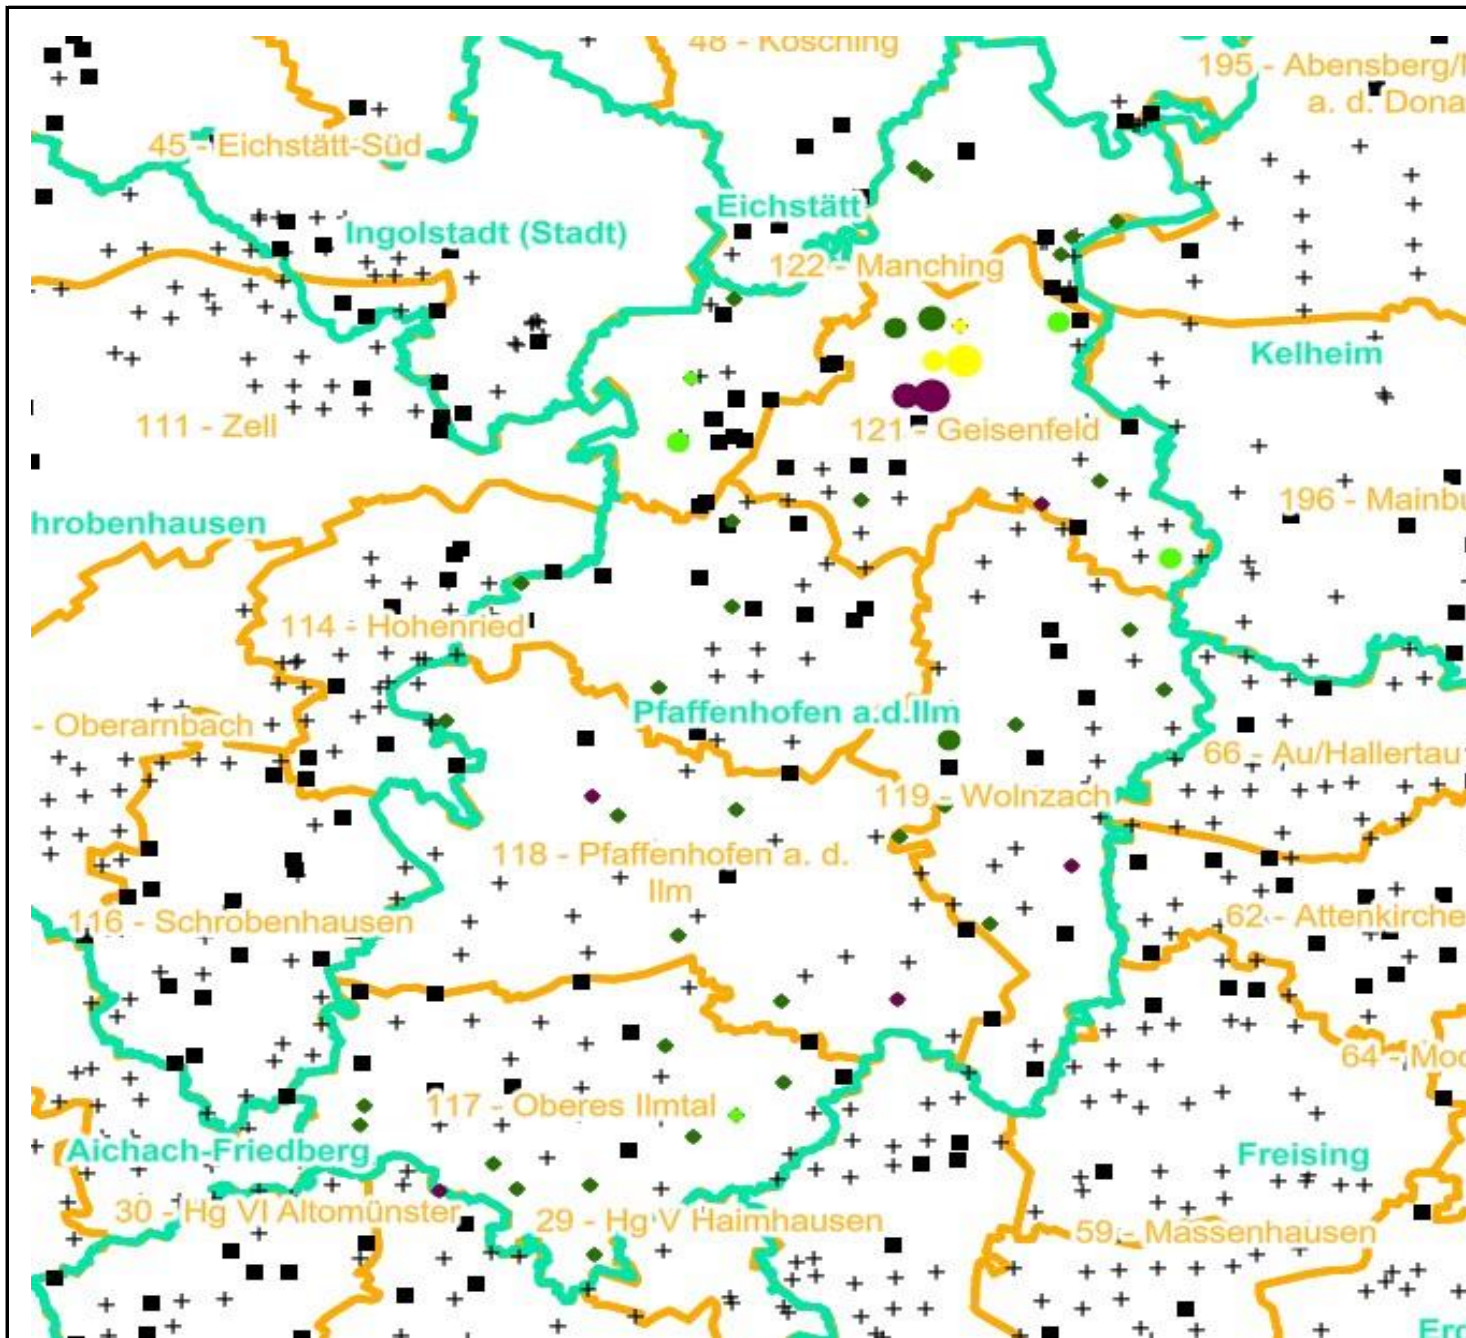 48 - Kösching
195 - Abensberg/
a. d. Dona
45 - Eichstätt-Süd
Eichstätt
Ingolstadt (Stadt)
122 - Manching
Kelheim
111 - Zell
121 - Geisenfeld
196 - Mainbu
hrobenhausen
114 - Hohenried
Pfaffenhofen a.d.Ilm
- Oberarnbach
66 - Au/Hallertau
119 - Wolnzach
118 - Pfaffenhofen a. d.
Ilm
116 - Schrobenhausen
62 - Attenkirche
64 - Moo
117 - Oberes Ilmtal
Aichach-Friedberg
Freising
30 - Hg VI Altomünster
29 - Hg V Haimhausen
59 - Massenhausen